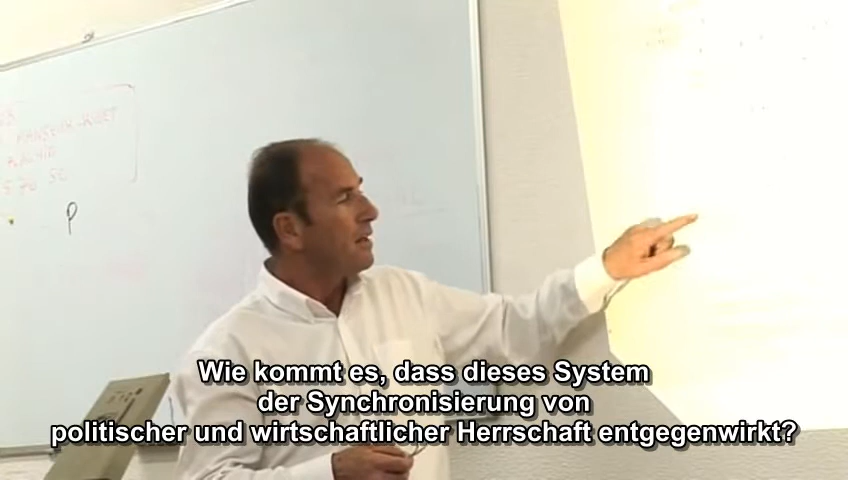 P
Wie kommt es, dass dieses System
der Synchronisierung von
politischer und wirtschaftlicher Herrschaft entgegenwirkt?